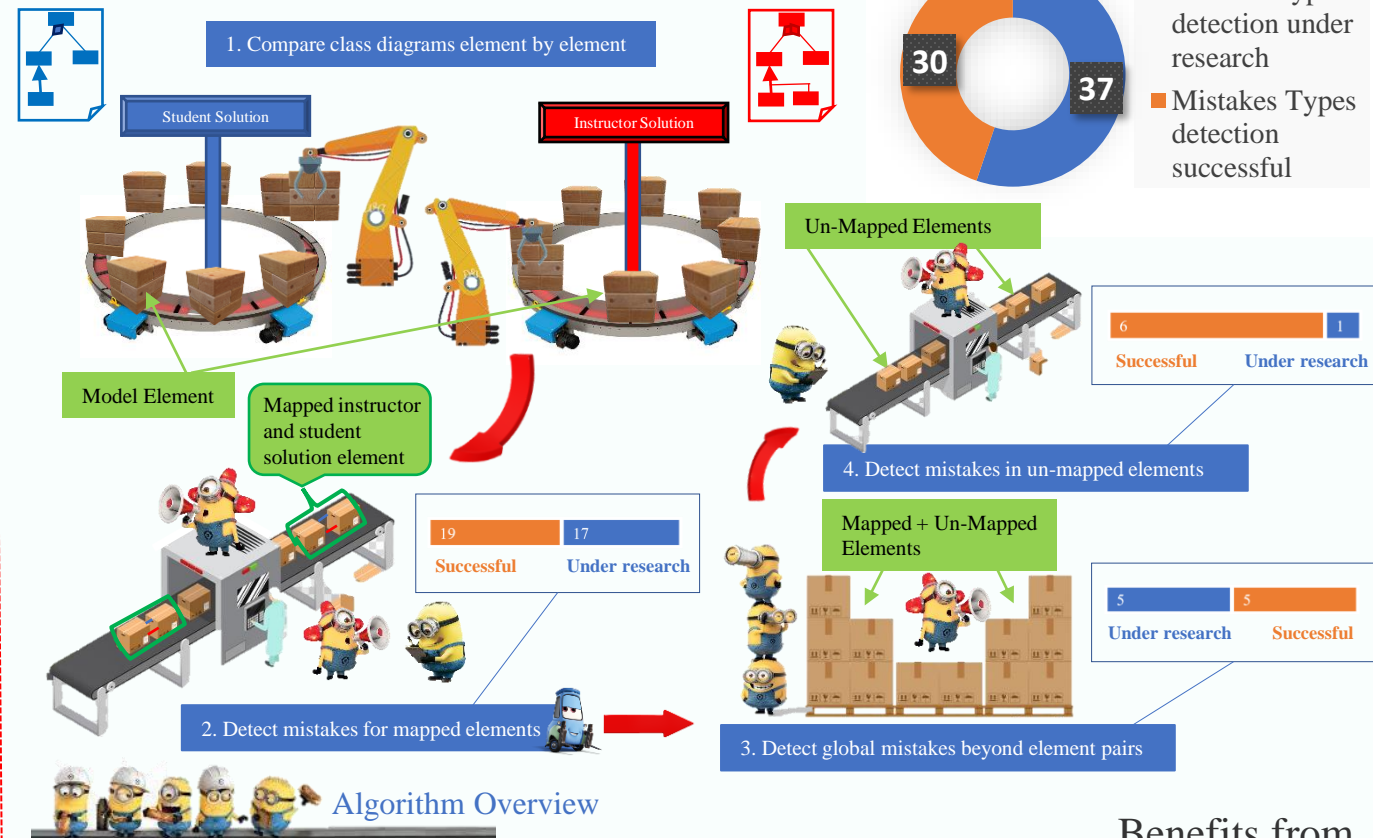 1. Compare class diagrams element by element
Student Solution
Instructor Solution
Model Element
30
37
detection under
research
Mistakes Types
detection
successful
Mapped instructor
and student
solution element
19
17
Successful
Under research
2. Detect mistakes for mapped elements
Mapped + Un-Mapped
Elements
5
5
Under research
Successful
3. Detect global mistakes beyond element pairs
Un-Mapped Elements
6
1
Successful
Under research
4. Detect mistakes in un-mapped elements
Algorithm Overview
Benefits from